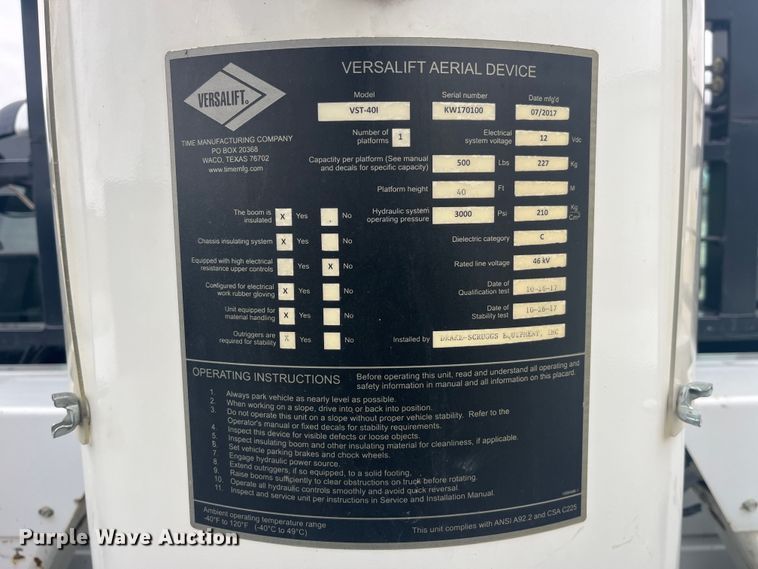 VERSALIFT®
TIME MANUFACTURING COMPANY
PO BOX 20368
WACO, TEXAS 76702
www.timemfg.com
VERSALIFT AERIAL DEVICE
Model
VST-40I
Serial number
KW170100
Date mfg'd
07/2017
Number of platforms 1
Electrical system voltage 12 Vdc
Capacity per platform (See manual and decals for specific capacity) 500 Lbs 227 Kg
Platform height 40 Ft M
Hydraulic system operating pressure 3000 Psi 210 Kg/Cm²
Dielectric category C
Rated line voltage 46 kV
Date of Qualification test 10-26-17
Date of Stability test 10-26-17
Installed by DRAKE-SCRUGGS EQUIPMENT, INC
The boom is insulated X Yes No
Chassis insulating system X Yes No
Equipped with high electrical resistance upper controls Yes X No
Configured for electrical work rubber gloving X Yes No
Unit equipped for material handling X Yes No
Outriggers are required for stability X Yes No
OPERATING INSTRUCTIONS
Before operating this unit, read and understand all operating and
safety information in manual and all information on this placard.
1. Always park vehicle as nearly level as possible.
2. When working on a slope, drive into or back into position.
3. Do not operate this unit on a slope without proper vehicle stability. Refer to the
Operator's manual or fixed decals for stability requirements.
4. Inspect this device for visible defects or loose objects.
5. Inspect insulating boom and other insulating material for cleanliness, if applicable.
6. Set vehicle parking brakes and chock wheels.
7. Engage hydraulic power source.
8. Extend outriggers, if so equipped, to a solid footing.
9. Raise booms sufficiently to clear obstructions on truck before rotating.
10. Operate all hydraulic controls smoothly and avoid quick reversal.
11. Inspect and service unit per instructions in Service and Installation Manual.
Ambient operating temperature range
-40°F to 120°F (-40°C to 49°C)
This unit complies with ANSI A92.2 and CSA C225
Purple Wave Auction